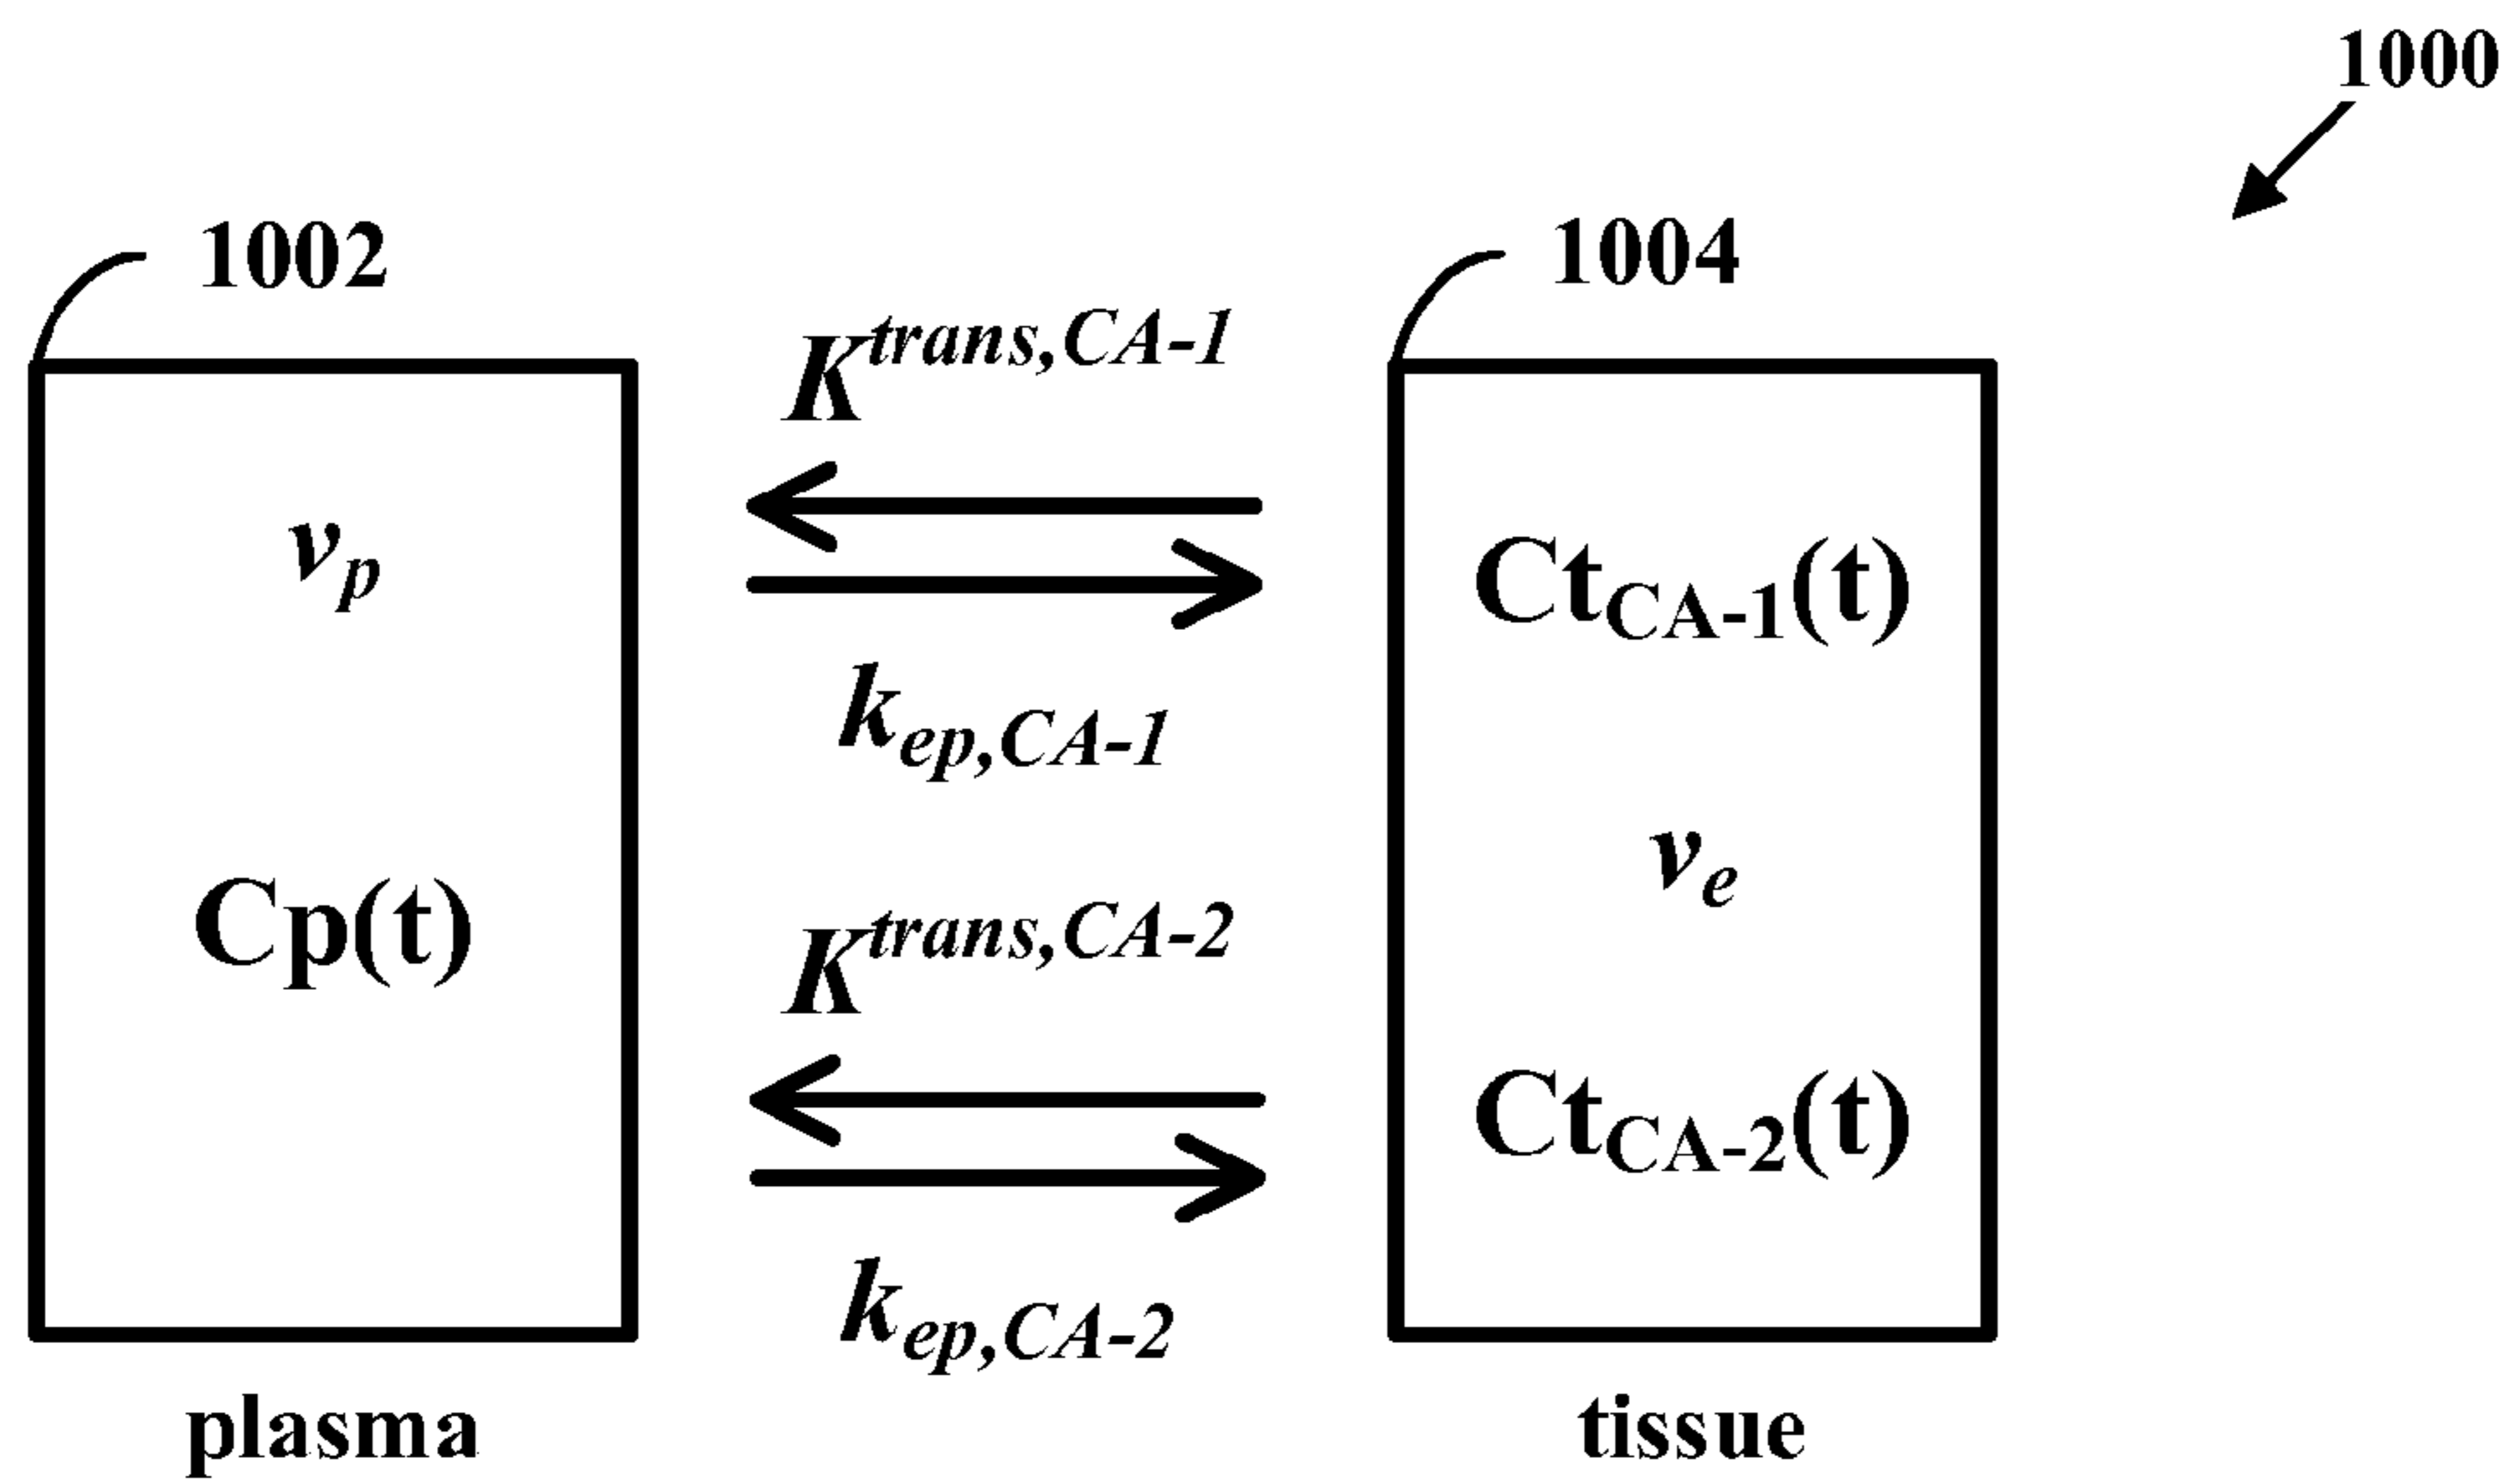 1000
1002
1004
K^trans,CA-1
v_p
Ct_CA-1(t)
k_ep,CA-1
v_e
Cp(t)
K^trans,CA-2
Ct_CA-2(t)
k_ep,CA-2
plasma
tissue